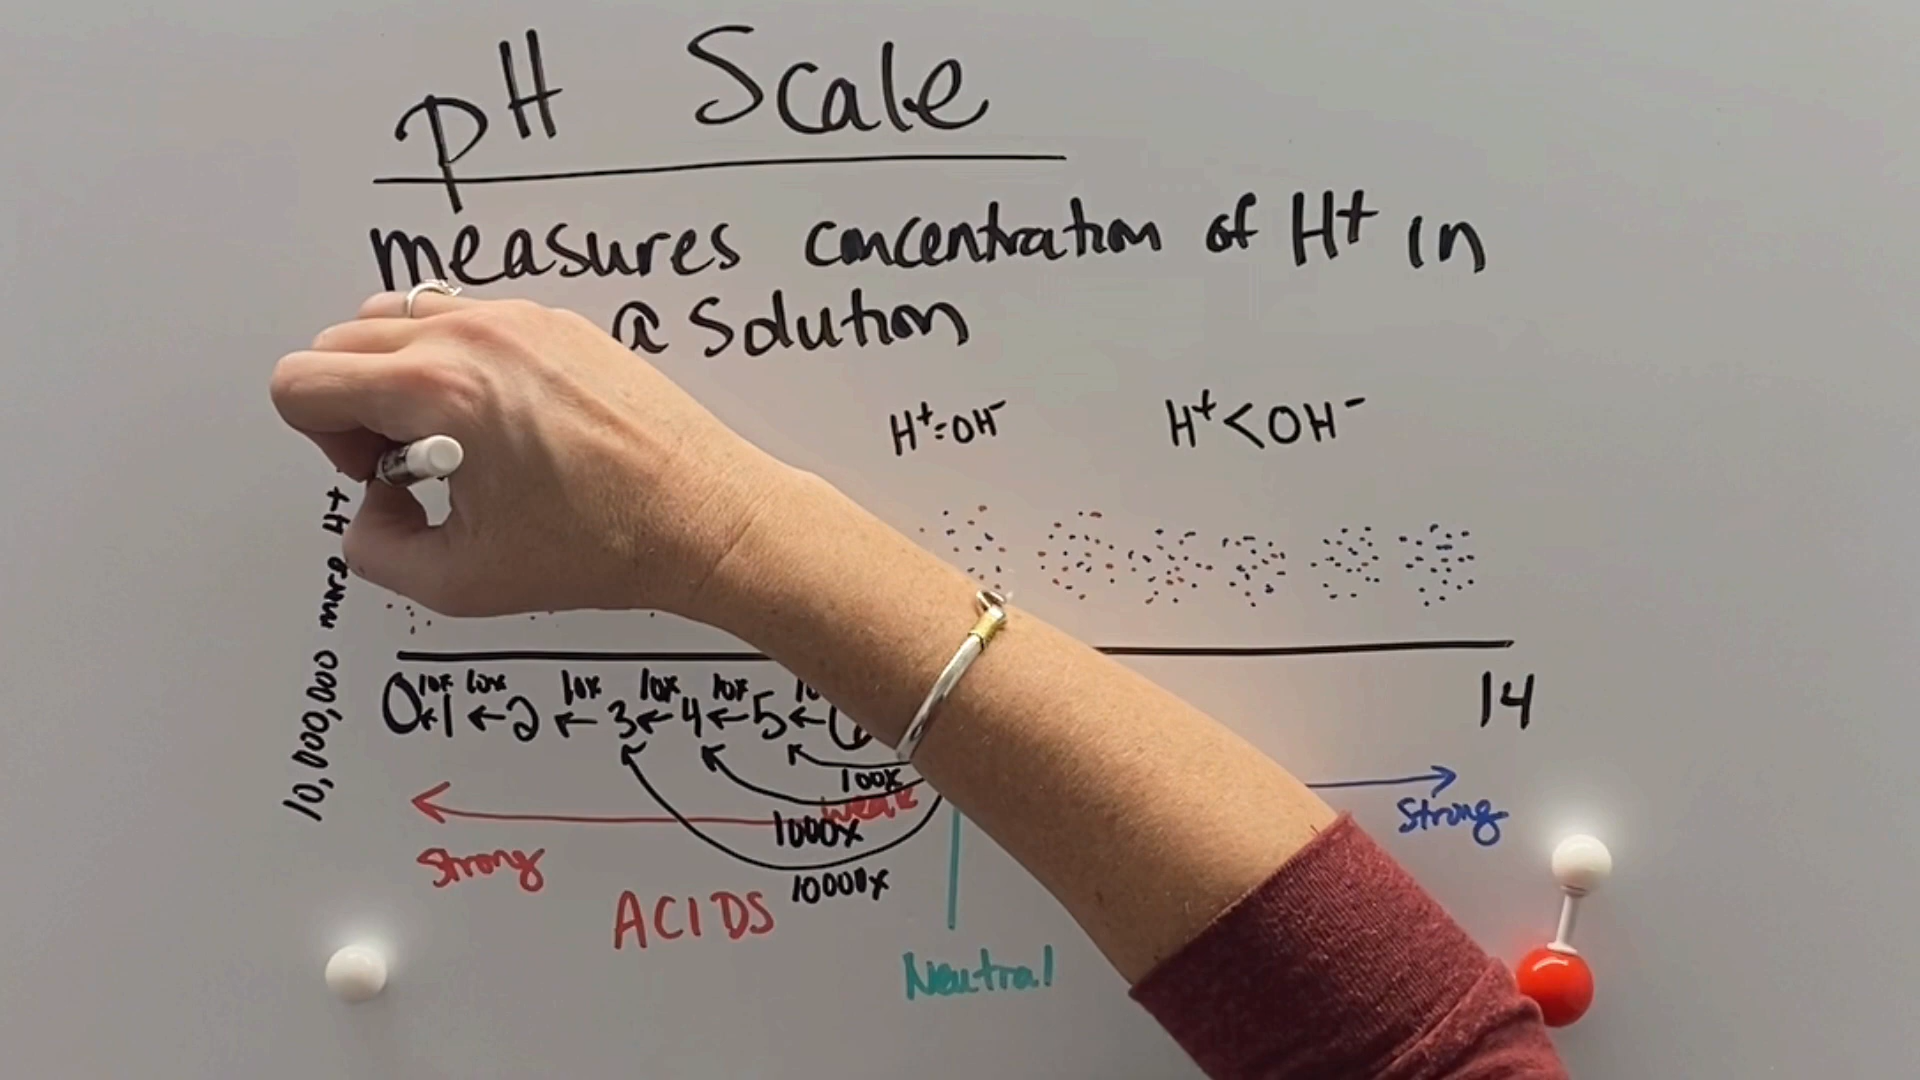 pH Scale
measures concentration of H+ in
a solution
H+=OH-
H+<OH-
10,000,000 more H+
10x 10x 10x 10x 10x
0 ← 1 ← 2 ← 3 ← 4 ← 5 ←
14
100x
weak
1000x
10000x
Strong
Strong
ACIDS
Neutral